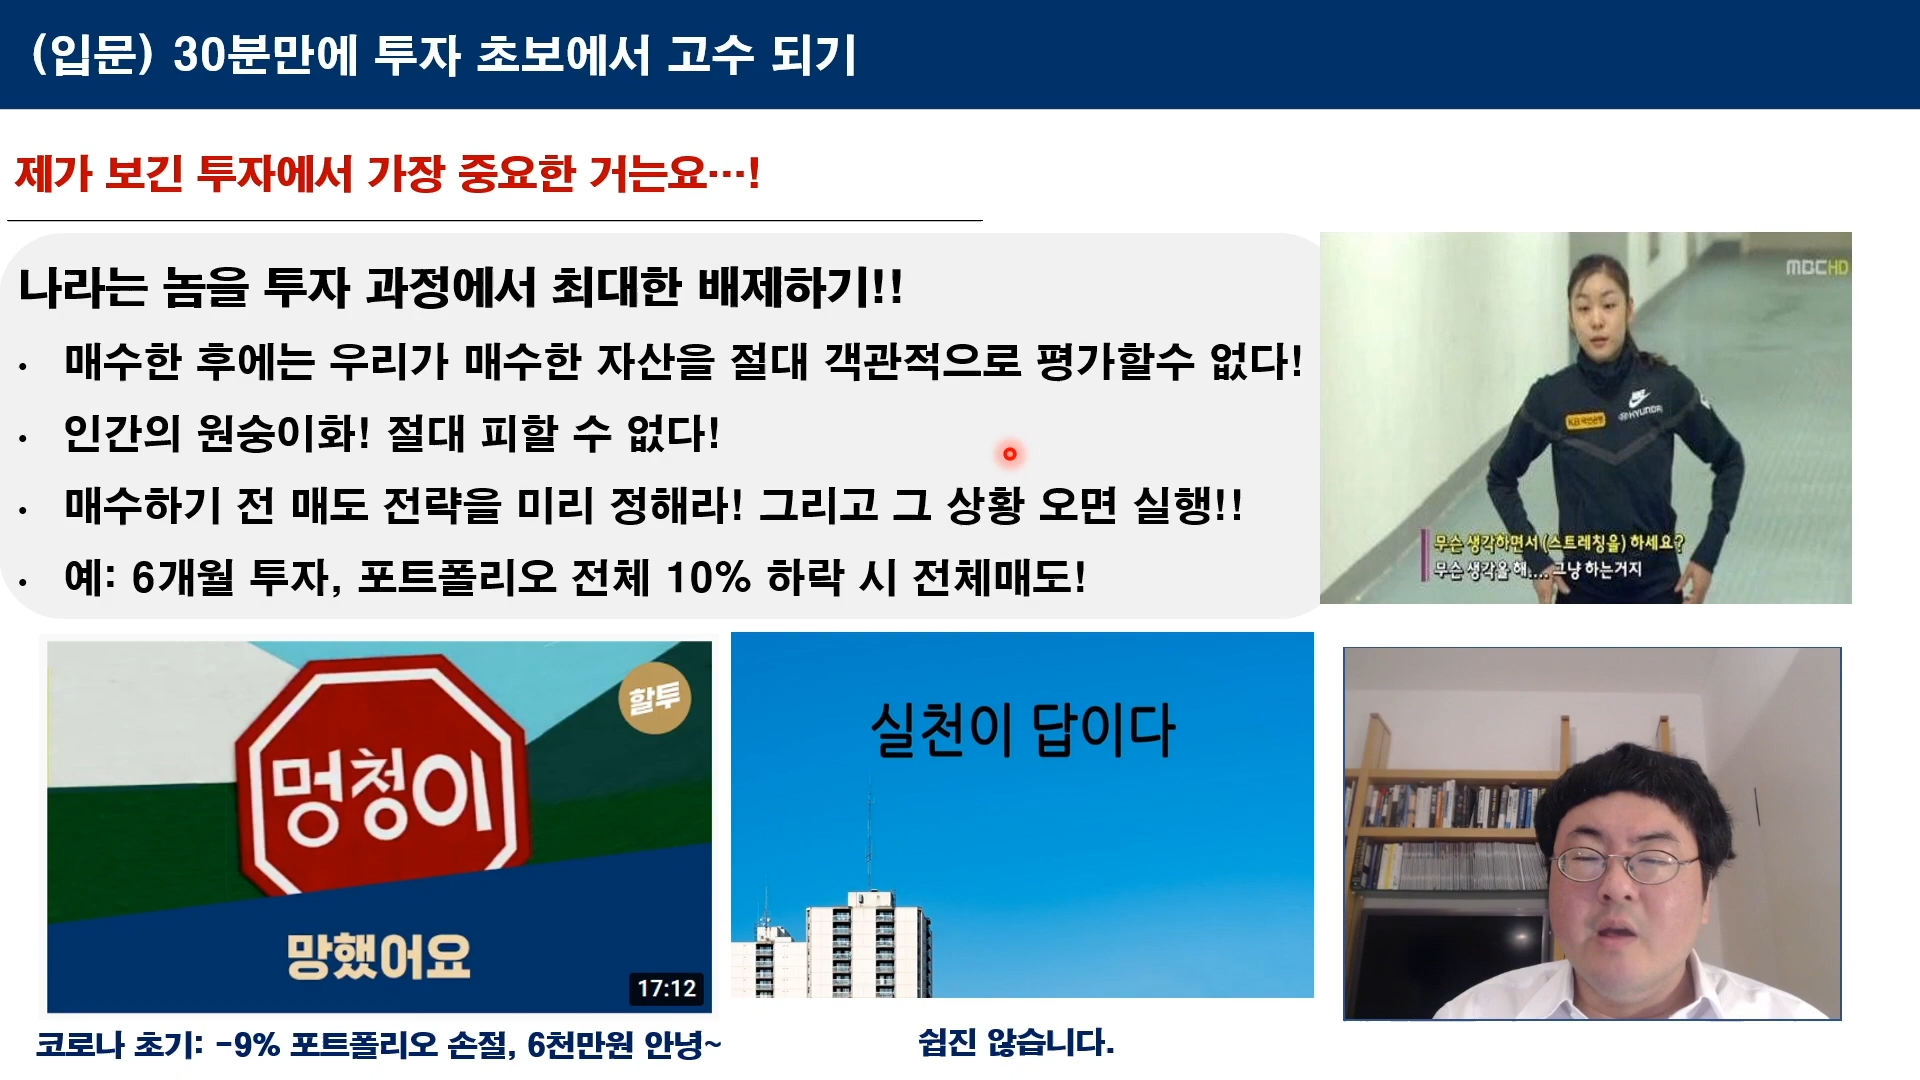 (입문) 30분만에 투자 초보에서 고수 되기
제가 보긴 투자에서 가장 중요한 거는요…!
나라는 놈을 투자 과정에서 최대한 배제하기!!
• 매수한 후에는 우리가 매수한 자산을 절대 객관적으로 평가할수 없다!
• 인간의 원숭이화! 절대 피할 수 없다!
• 매수하기 전 매도 전략을 미리 정해라! 그리고 그 상황 오면 실행!!
• 예: 6개월 투자, 포트폴리오 전체 10% 하락 시 전체매도!
MBC HD
HYUNDAI
무슨 생각하면서 (스트레칭을) 하세요?
무슨 생각을 해.... 그냥 하는거지
할투
멍청이
망했어요
17:12
코로나 초기: -9% 포트폴리오 손절, 6천만원 안녕~
실천이 답이다
쉽진 않습니다.